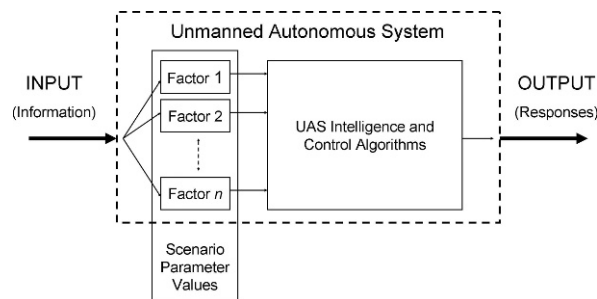 Unmanned Autonomous System
INPUT
(Information)
Factor 1
Factor 2
Factor n
UAS Intelligence and
Control Algorithms
OUTPUT
(Responses)
Scenario
Parameter
Values